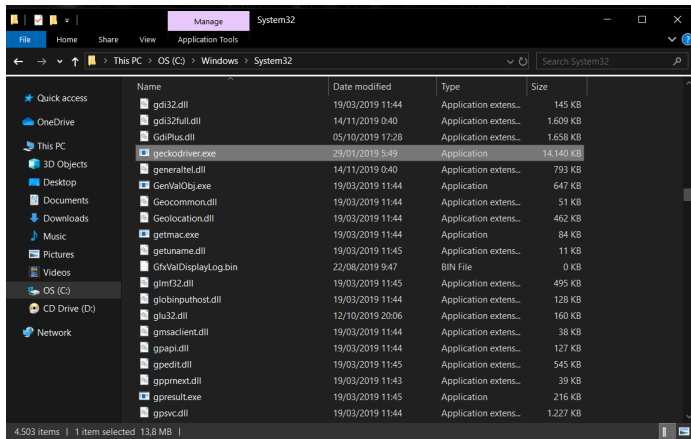 Manage System32
File Home Share View Application Tools
This PC > OS (C:) > Windows > System32 Search System32
Name Date modified Type Size
Quick access
OneDrive
This PC
3D Objects
Desktop
Documents
Downloads
Music
Pictures
Videos
OS (C:)
CD Drive (D:)
Network
gdi32.dll 19/03/2019 11:44 Application extens... 145 KB
gdi32full.dll 14/11/2019 0:40 Application extens... 1.609 KB
GdiPlus.dll 05/10/2019 17:28 Application extens... 1.658 KB
geckodriver.exe 29/01/2019 5:49 Application 14.140 KB
generaltel.dll 14/11/2019 0:40 Application extens... 793 KB
GenValObj.exe 19/03/2019 11:44 Application 647 KB
Geocommon.dll 19/03/2019 11:44 Application extens... 51 KB
Geolocation.dll 19/03/2019 11:44 Application extens... 462 KB
getmac.exe 19/03/2019 11:44 Application 84 KB
getuname.dll 19/03/2019 11:45 Application extens... 11 KB
GfxValDisplayLog.bin 22/08/2019 9:47 BIN File 0 KB
glmf32.dll 19/03/2019 11:45 Application extens... 495 KB
globinputhost.dll 19/03/2019 11:44 Application extens... 128 KB
glu32.dll 12/10/2019 20:06 Application extens... 160 KB
gmsaclient.dll 19/03/2019 11:44 Application extens... 38 KB
gpapi.dll 19/03/2019 11:44 Application extens... 127 KB
gpedit.dll 19/03/2019 11:45 Application extens... 545 KB
gpprnext.dll 19/03/2019 11:43 Application extens... 39 KB
gpresult.exe 19/03/2019 11:45 Application 216 KB
gpsvc.dll 19/03/2019 11:44 Application extens... 1.227 KB
4.503 items | 1 item selected 13,8 MB |